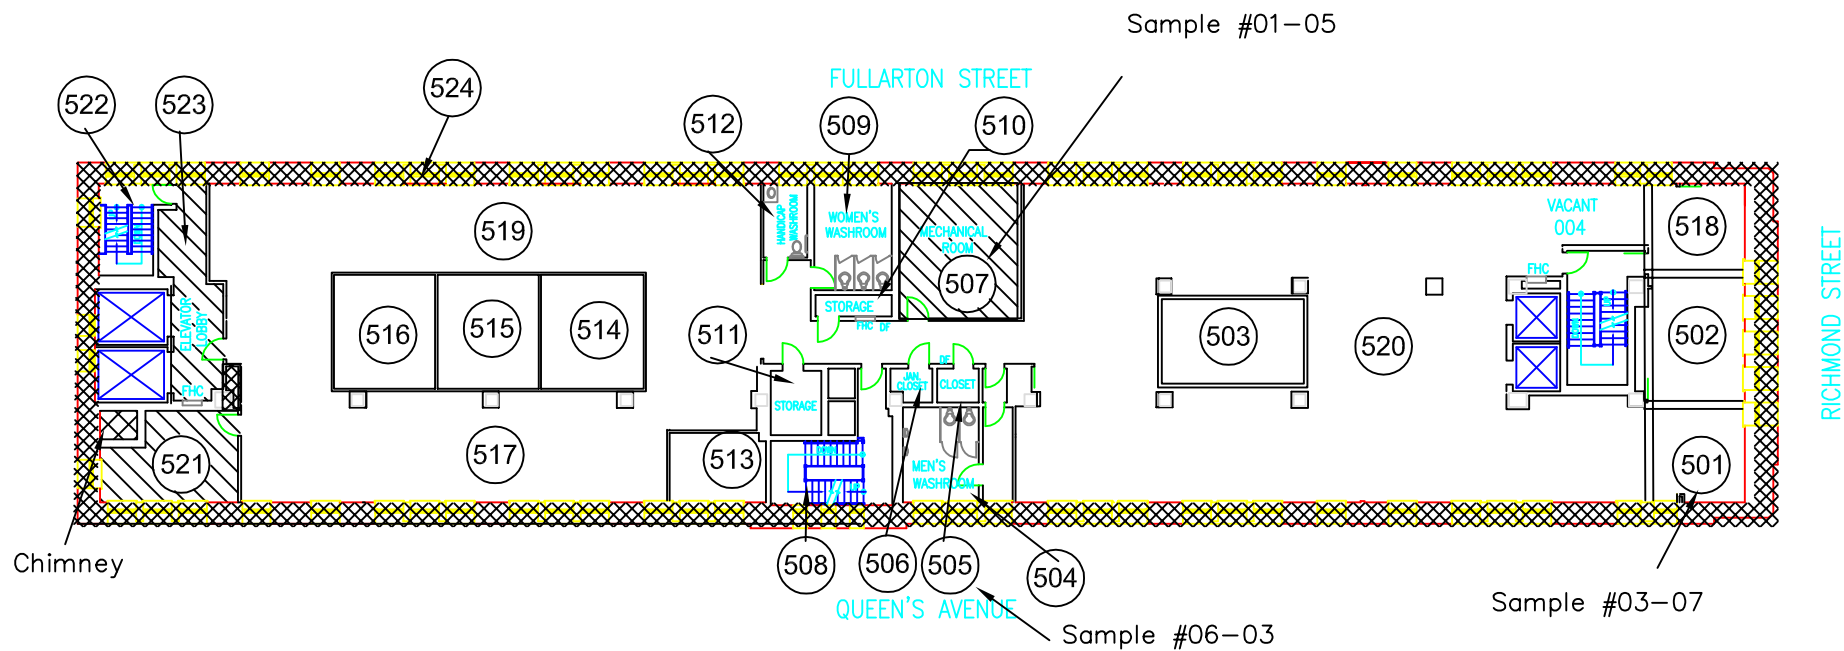 Sample #01-05
FULLARTON STREET
522
523
524
512
509
510
518
519
HANDICAP
WASHROOM
WOMEN'S
WASHROOM
MECHANICAL
ROOM
507
VACANT
004
FHC
RICHMOND STREET
STORAGE
FHC DF
516
515
514
511
503
520
502
ELEVATOR
LOBBY
FHC
DF
JAN.
CLOSET
CLOSET
STORAGE
521
517
513
MEN'S
WASHROOM
501
Chimney
508
506
505
504
QUEEN'S AVENUE
Sample #03-07
Sample #06-03